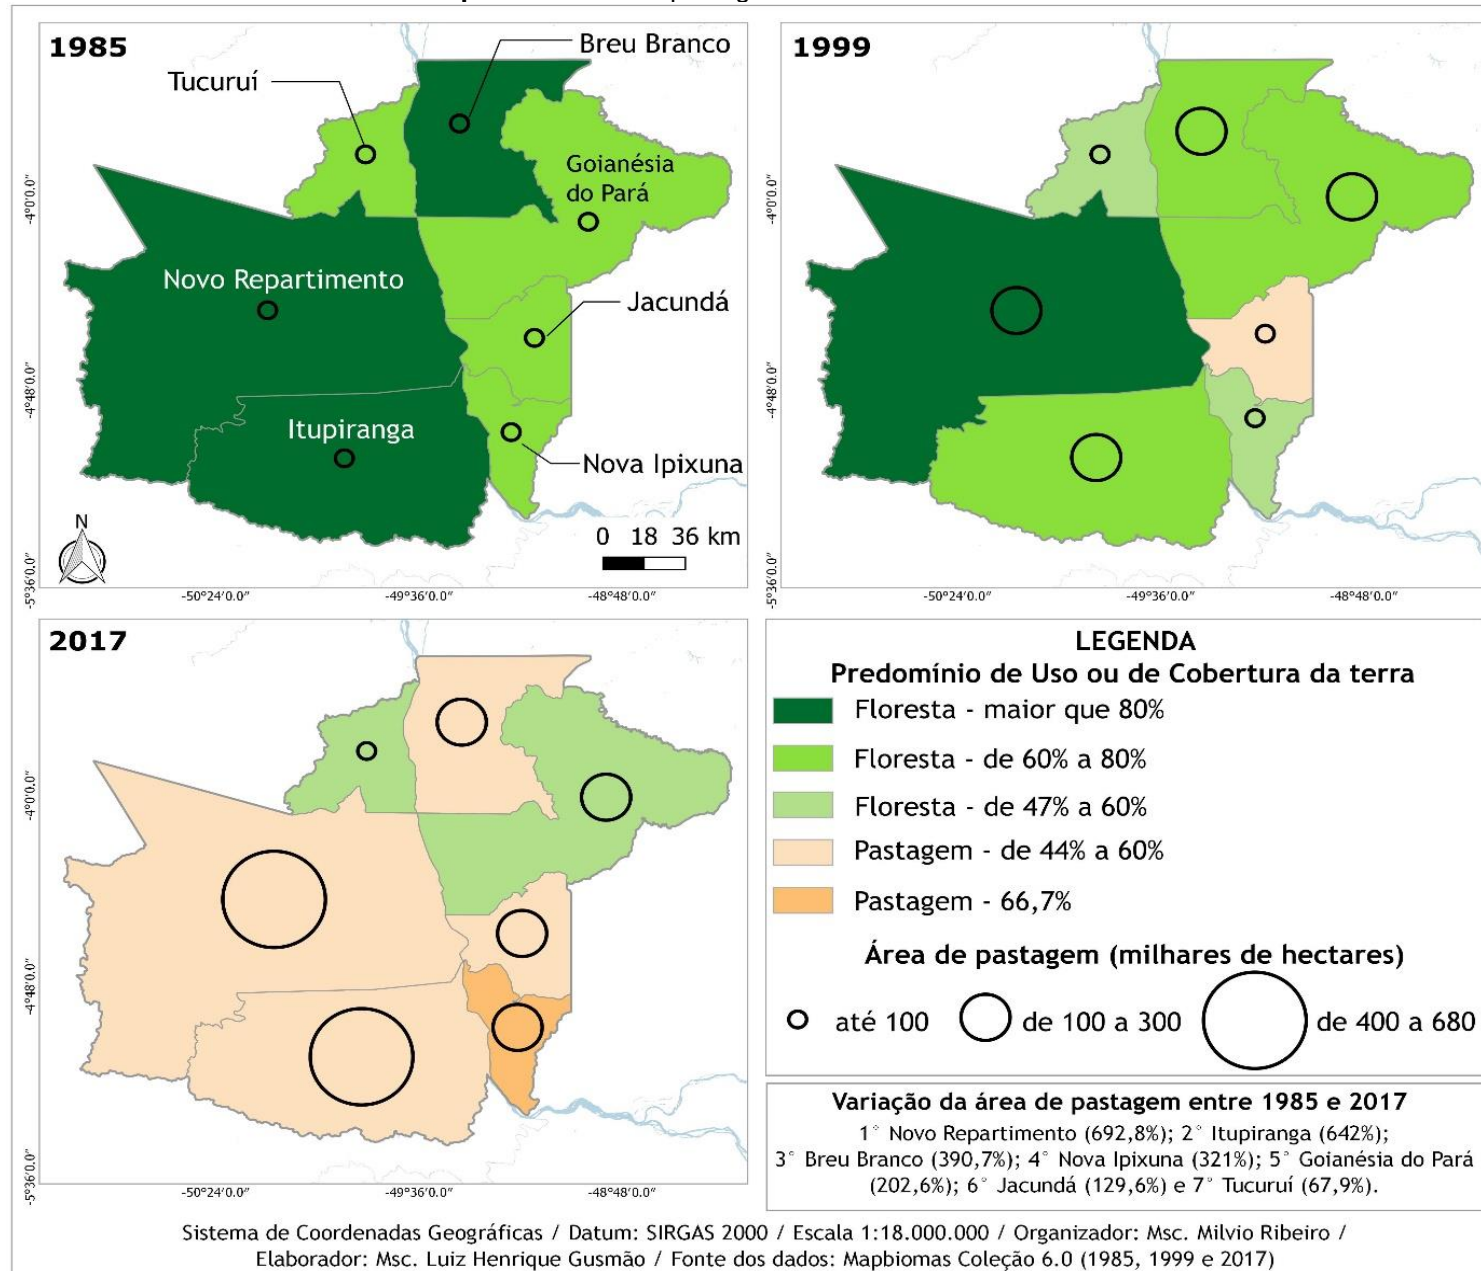 1985
Breu Branco
Tucuruí
Goianésia
do Pará
Novo Repartimento
Jacundá
Itupiranga
Nova Ipixuna
N
0 18 36 km
-4°0'0.0"
-4°48'0.0"
-5°36'0.0"
-50°24'0.0"
-49°36'0.0"
-48°48'0.0"
1999
-4°0'0.0"
-4°48'0.0"
-5°36'0.0"
-50°24'0.0"
-49°36'0.0"
-48°48'0.0"
2017
-4°0'0.0"
-4°48'0.0"
-5°36'0.0"
-50°24'0.0"
-49°36'0.0"
-48°48'0.0"
LEGENDA
Predomínio de Uso ou de Cobertura da terra
Floresta - maior que 80%
Floresta - de 60% a 80%
Floresta - de 47% a 60%
Pastagem - de 44% a 60%
Pastagem - 66,7%
Área de pastagem (milhares de hectares)
até 100
de 100 a 300
de 400 a 680
Variação da área de pastagem entre 1985 e 2017
1° Novo Repartimento (692,8%); 2° Itupiranga (642%);
3° Breu Branco (390,7%); 4° Nova Ipixuna (321%); 5° Goianésia do Pará
(202,6%); 6° Jacundá (129,6%) e 7° Tucuruí (67,9%).
Sistema de Coordenadas Geográficas / Datum: SIRGAS 2000 / Escala 1:18.000.000 / Organizador: Msc. Milvio Ribeiro /
Elaborador: Msc. Luiz Henrique Gusmão / Fonte dos dados: Mapbiomas Coleção 6.0 (1985, 1999 e 2017)